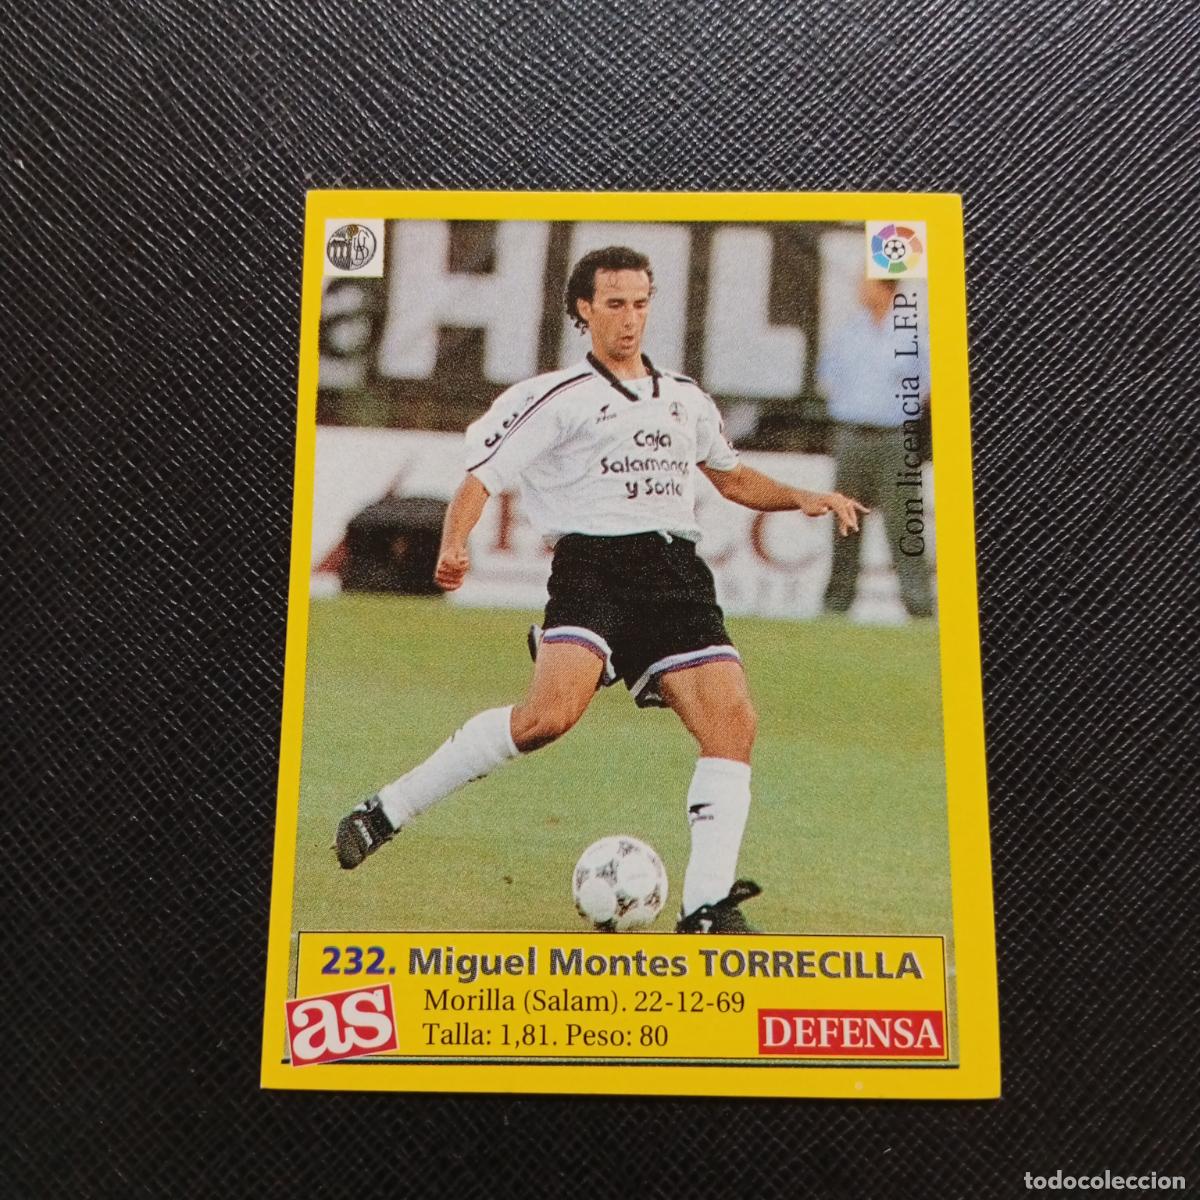 Con licencia L.F.P.
Caja
Salamanca
y Soria
232. Miguel Montes TORRECILLA
as
Morilla (Salam). 22-12-69
Talla: 1,81. Peso: 80
DEFENSA
todocoleccion